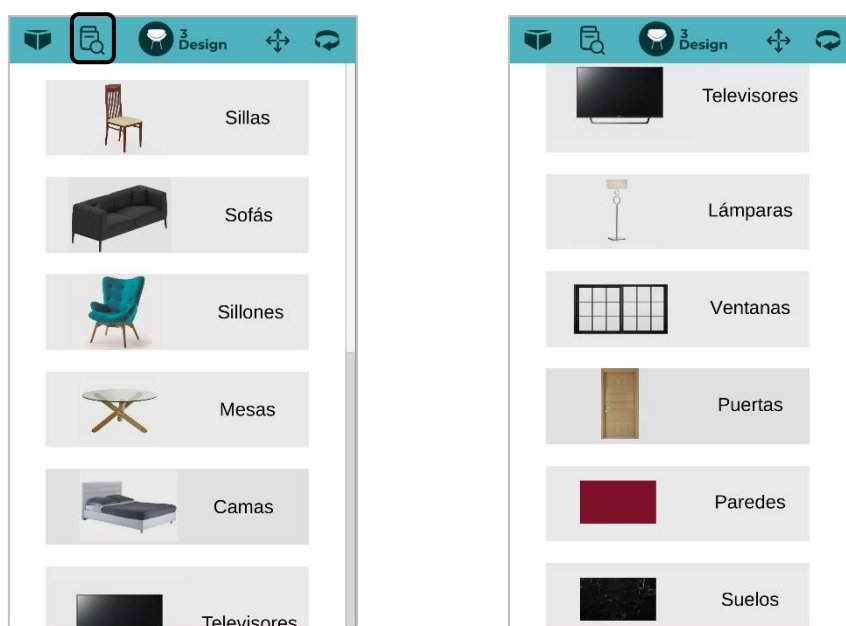 3
Design
Sillas
Sofás
Sillones
Mesas
Camas
Televisores
3
Design
Televisores
Lámparas
Ventanas
Puertas
Paredes
Suelos